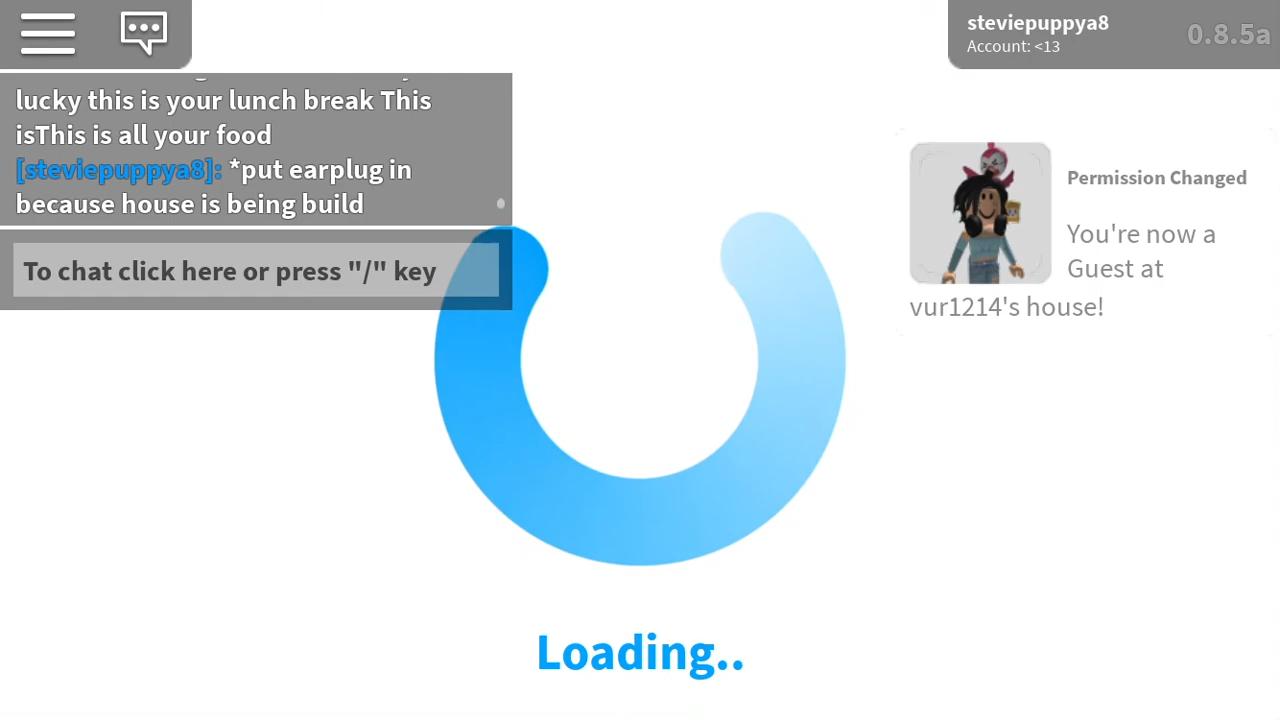 steviepuppya8
Account: <13
0.8.5a
lucky this is your lunch break This
isThis is all your food
[steviepuppya8]: *put earplug in
because house is being build
To chat click here or press "/" key
Permission Changed
You're now a
Guest at
vur1214's house!
Loading..